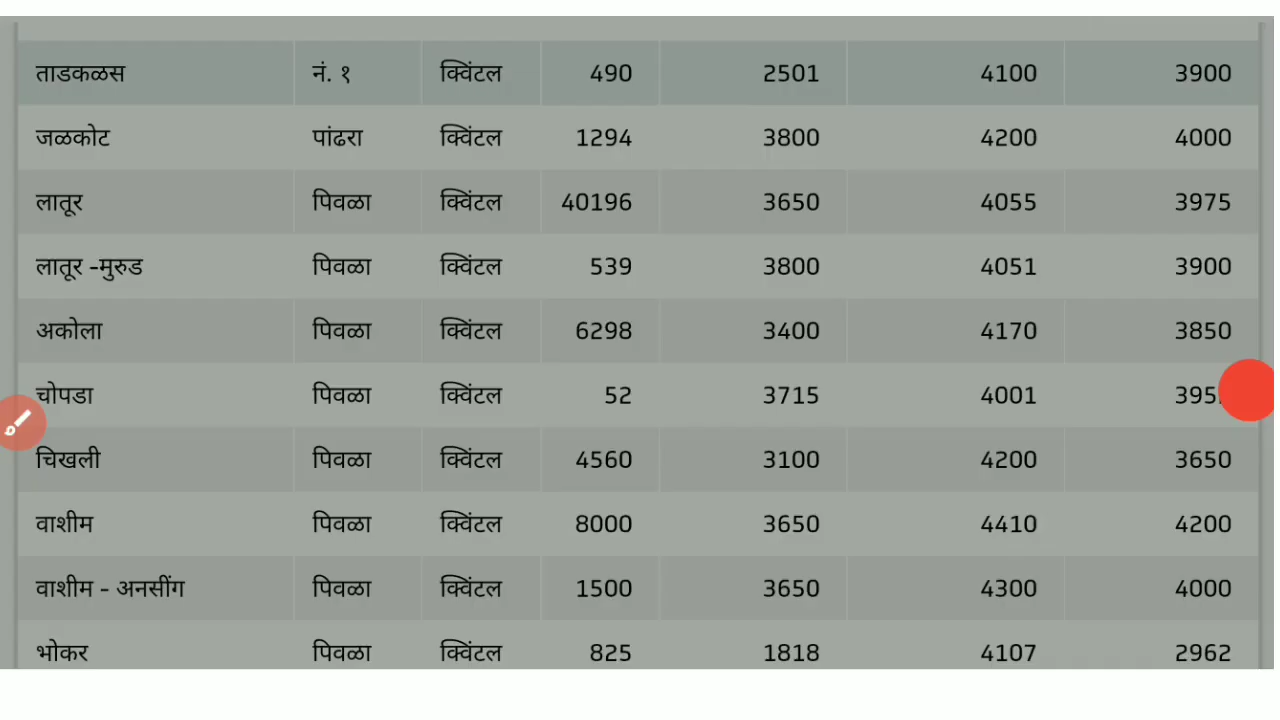 ताडकळस नं. १ क्विंटल 490 2501 4100 3900
जळकोट पांढरा क्विंटल 1294 3800 4200 4000
लातूर पिवळा क्विंटल 40196 3650 4055 3975
लातूर -मुरुड पिवळा क्विंटल 539 3800 4051 3900
अकोला पिवळा क्विंटल 6298 3400 4170 3850
चोपडा पिवळा क्विंटल 52 3715 4001
चिखली पिवळा क्विंटल 4560 3100 4200 3650
वाशीम पिवळा क्विंटल 8000 3650 4410 4200
वाशीम - अनसींग पिवळा क्विंटल 1500 3650 4300 4000
भोकर पिवळा क्विंटल 825 1818 4107 2962